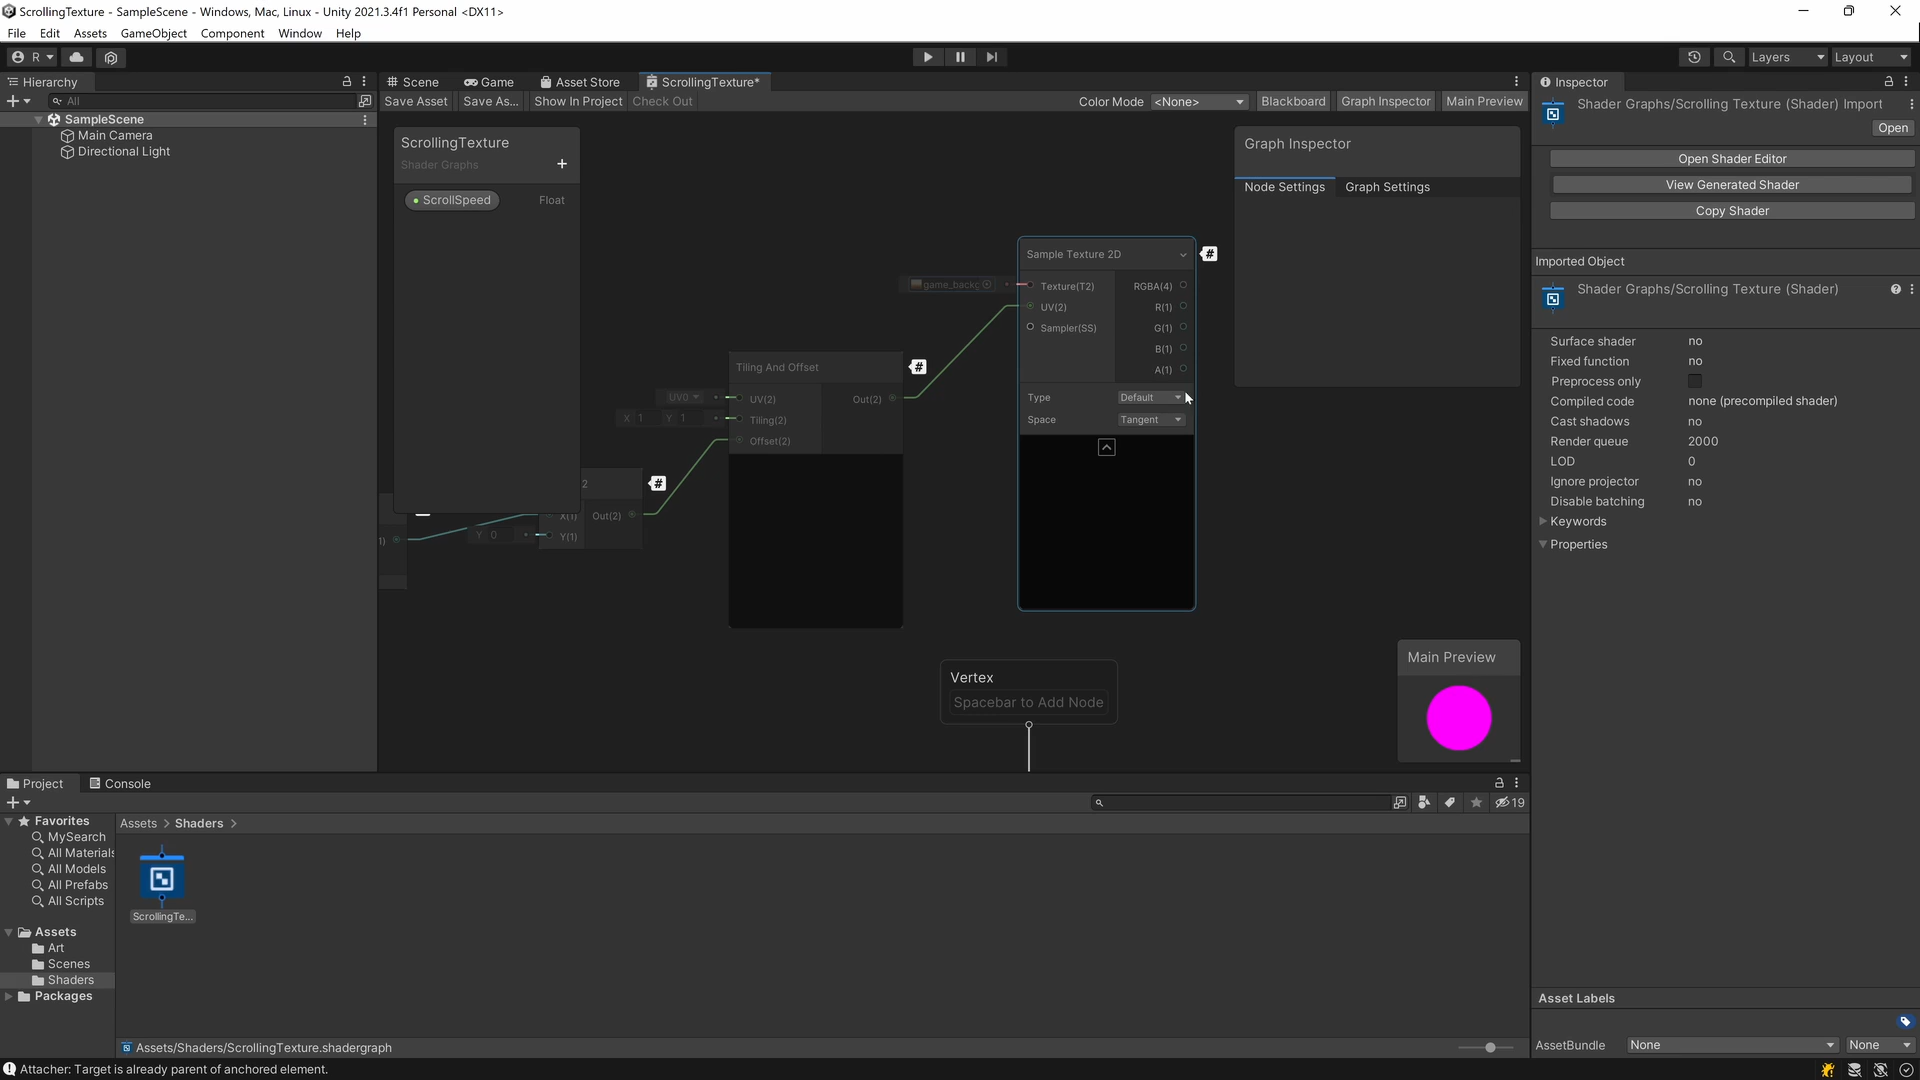 ScrollingTexture - SampleScene - Windows, Mac, Linux - Unity 2021.3.4f1 Personal <DX11>
File Edit Assets GameObject Component Window Help
R Layers Layout
Hierarchy
All
SampleScene
Main Camera
Directional Light
Scene Game Asset Store ScrollingTexture*
Save Asset Save As... Show In Project Check Out Color Mode <None> Blackboard Graph Inspector Main Preview
ScrollingTexture
Shader Graphs
+
ScrollSpeed Float
Graph Inspector
Node Settings Graph Settings
Sample Texture 2D #
game_backg Texture(T2) RGBA(4)
UV(2) R(1)
Sampler(SS) G(1)
B(1)
A(1)
Type Default
Space Tangent
Tiling And Offset #
UV0 UV(2) Out(2)
X 1 Y 1 Tiling(2)
Offset(2)
2 #
X(1) Out(2)
1) Y 0 Y(1)
Vertex
Spacebar to Add Node
Main Preview
Inspector
Shader Graphs/Scrolling Texture (Shader) Import
Open
Open Shader Editor
View Generated Shader
Copy Shader
Imported Object
Shader Graphs/Scrolling Texture (Shader)
Surface shader no
Fixed function no
Preprocess only
Compiled code none (precompiled shader)
Cast shadows no
Render queue 2000
LOD 0
Ignore projector no
Disable batching no
Keywords
Properties
Asset Labels
AssetBundle None None
Project Console
19
Favorites
MySearch
All Materials
All Models
All Prefabs
All Scripts
Assets
Art
Scenes
Shaders
Packages
Assets > Shaders >
ScrollingTe...
Assets/Shaders/ScrollingTexture.shadergraph
Attacher: Target is already parent of anchored element.